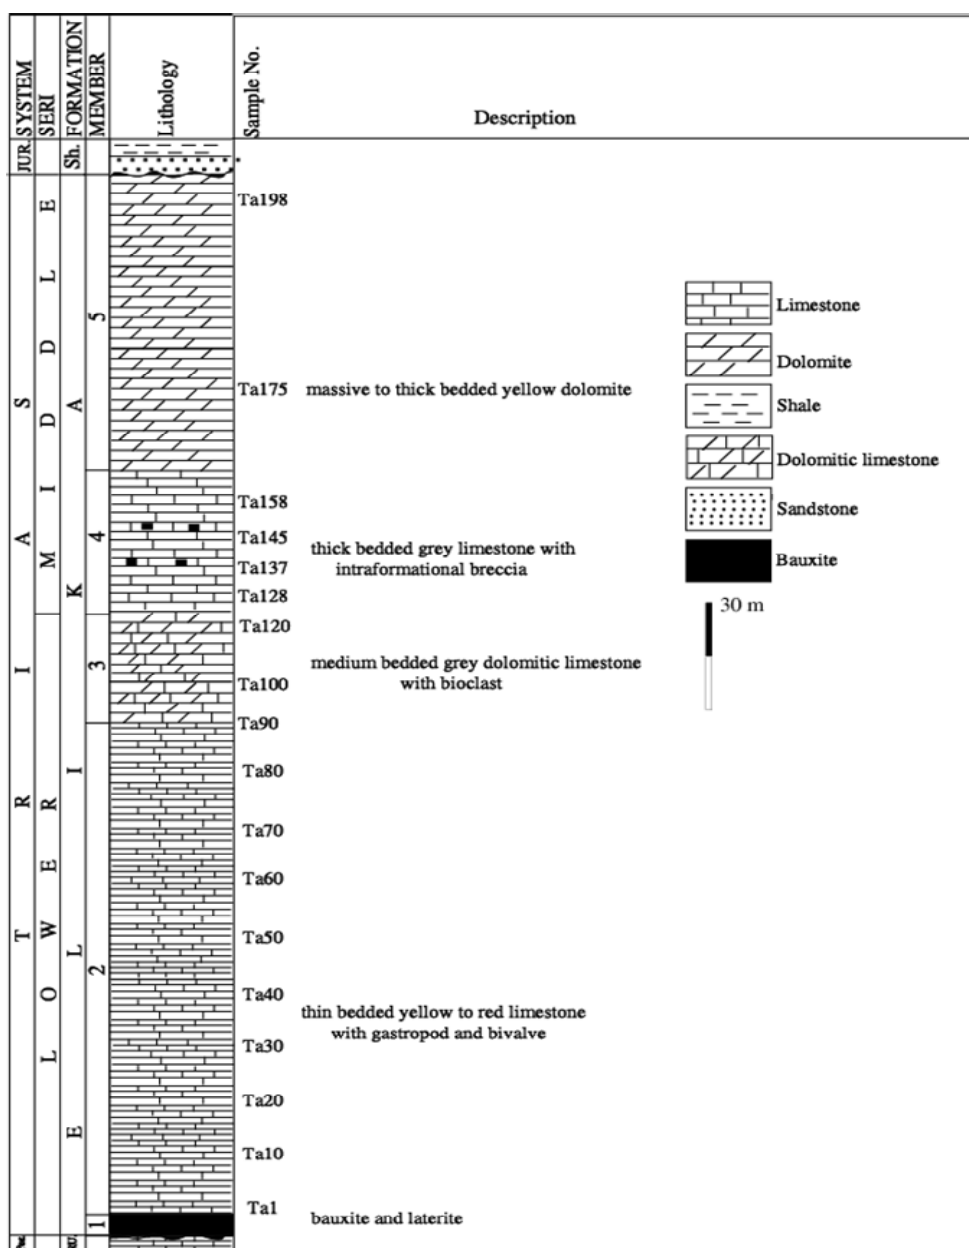 SYSTEM
SERI
FORMATION
MEMBER
Lithology
Sample No.
Description
JUR.
Sh.
TRIAS
LOWER
MIDDLE
ELIKA
5
4
3
2
1
Ta198
Ta175 massive to thick bedded yellow dolomite
Ta158
Ta145
thick bedded grey limestone with
intraformational breccia
Ta137
Ta128
Ta120
medium bedded grey dolomitic limestone
with bioclast
Ta100
Ta90
Ta80
Ta70
Ta60
Ta50
Ta40
thin bedded yellow to red limestone
with gastropod and bivalve
Ta30
Ta20
Ta10
Ta1
bauxite and laterite
Limestone
Dolomite
Shale
Dolomitic limestone
Sandstone
Bauxite
30 m